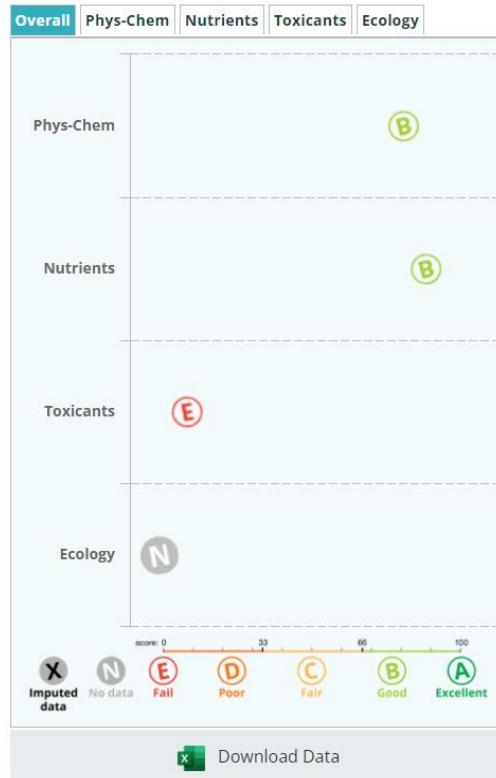 Overall Phys-Chem Nutrients Toxicants Ecology
Phys-Chem B
Nutrients B
Toxicants E
Ecology N
score: 0 33 66 100
X N E D C B A
Imputed data No data Fail Poor Fair Good Excellent
Download Data